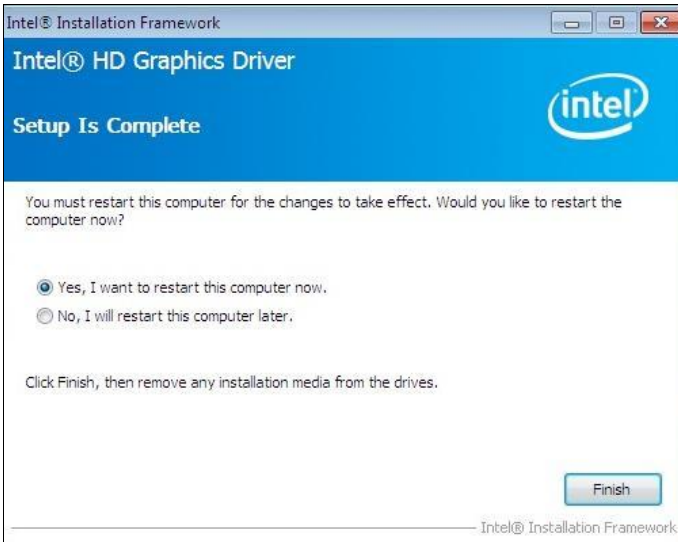 Intel® Installation Framework
Intel® HD Graphics Driver
intel
Setup Is Complete
You must restart this computer for the changes to take effect. Would you like to restart the
computer now?
Yes, I want to restart this computer now.
No, I will restart this computer later.
Click Finish, then remove any installation media from the drives.
Finish
Intel® Installation Framework